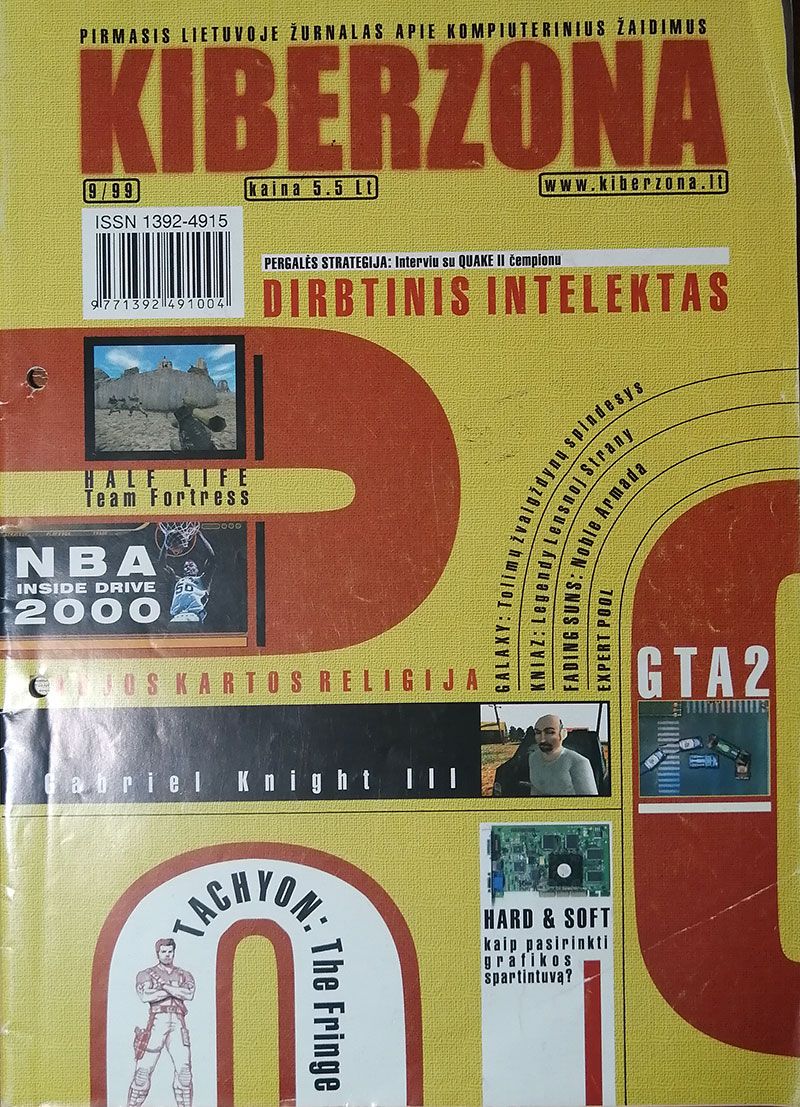 PIRMASIS LIETUVOJE ŽURNALAS APIE KOMPIUTERINIUS ŽAIDIMUS
KIBERZONA
9/99
kaina 5.5 Lt
www.kiberzona.lt
ISSN 1392-4915
9 771392 491004
PERGALĖS STRATEGIJA: Interviu su QUAKE II čempionu
DIRBTINIS INTELEKTAS
HALF LIFE
Team Fortress
NBA
INSIDE DRIVE
2000
50
GALAXY: Tolimų žvaigždynų spindesys
KNIAZ: Legendy Lensnoj Strany
FADING SUNS: Noble Armada
EXPERT POOL
KARTOS RELIGIJA
GTA2
Gabriel Knight III
TACHYON: The Fringe
HARD & SOFT
kaip pasirinkti
grafikos
spartintuvą?